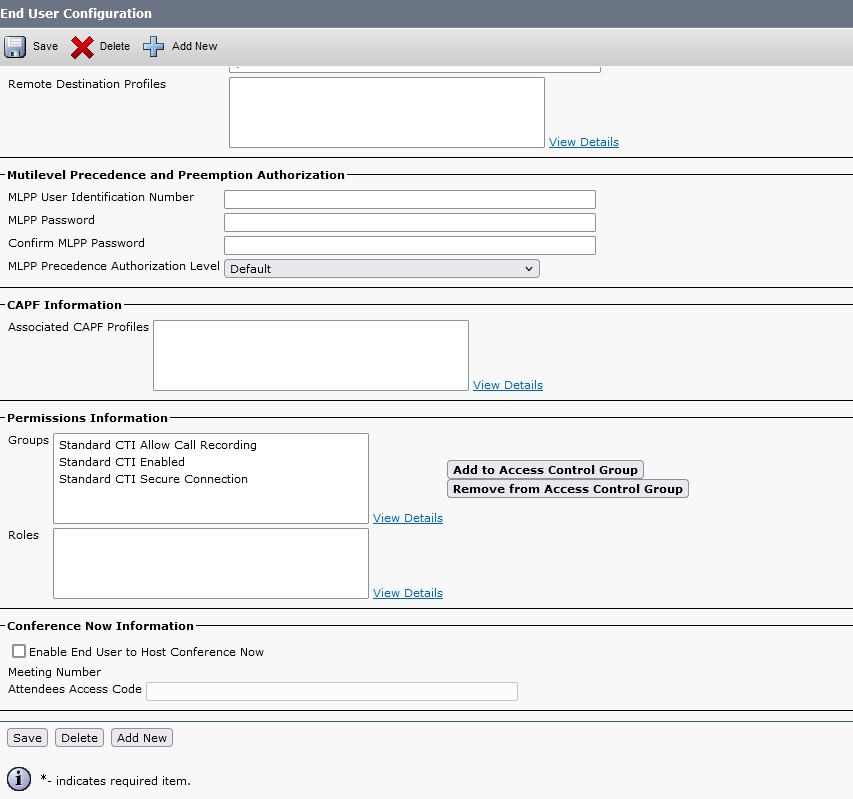 End User Configuration
Save Delete Add New
Remote Destination Profiles
View Details
Mutilevel Precedence and Preemption Authorization
MLPP User Identification Number
MLPP Password
Confirm MLPP Password
MLPP Precedence Authorization Level Default
CAPF Information
Associated CAPF Profiles
View Details
Permissions Information
Groups
Standard CTI Allow Call Recording
Standard CTI Enabled
Standard CTI Secure Connection
Add to Access Control Group
Remove from Access Control Group
View Details
Roles
View Details
Conference Now Information
Enable End User to Host Conference Now
Meeting Number
Attendees Access Code
Save Delete Add New
i *- indicates required item.